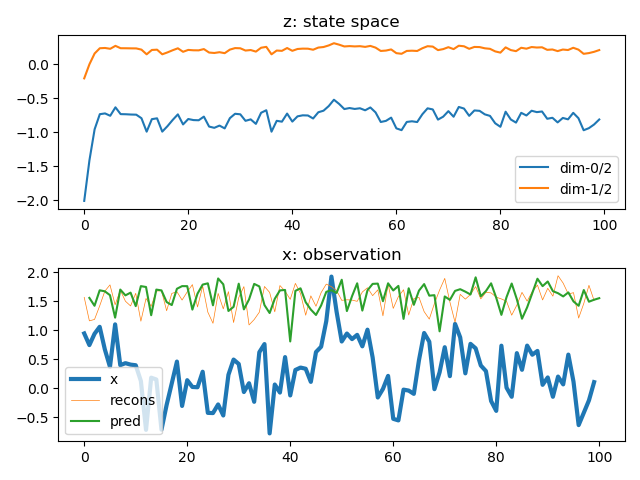 z: state space
0.0
−0.5
−1.0
−1.5
−2.0
dim-0/2
dim-1/2
0 20 40 60 80 100
x: observation
2.0
1.5
1.0
0.5
0.0
−0.5
x
recons
pred
0 20 40 60 80 100